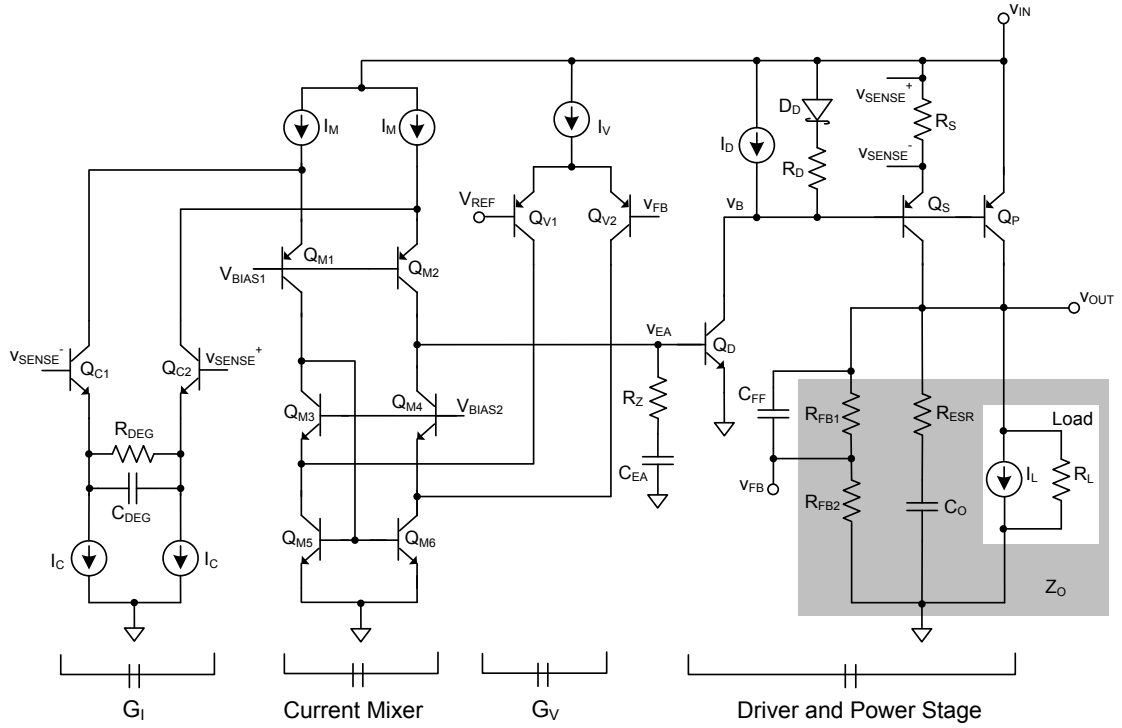 vIN
vSENSE+
DD
RS
IM
IM
IV
ID
RD
vSENSE-
VREF
vFB
vB
QS
QV1
QV2
QP
QM1
VBIAS1
QM2
vOUT
vEA
vSENSE-
vSENSE+
QD
QC1
QC2
CFF
QM3
QM4
VBIAS2
RZ
RFB1
RESR
Load
RDEG
CEA
vFB
IL
RL
CDEG
RFB2
CO
QM5
QM6
IC
IC
ZO
GI
Current Mixer
GV
Driver and Power Stage